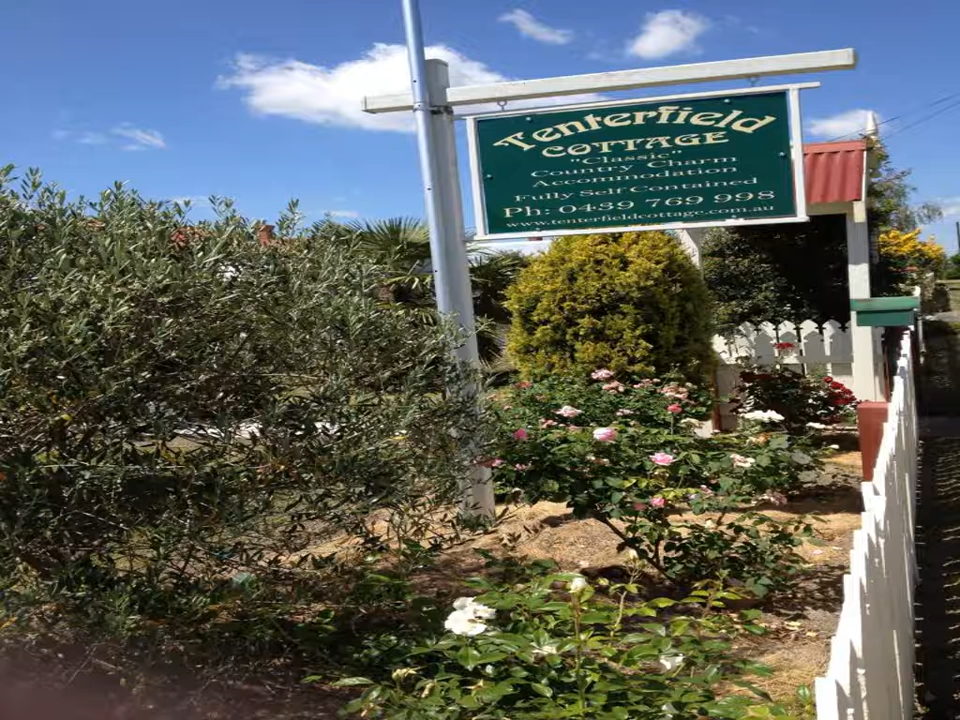 Tenterfield
COTTAGE
"Classic"
Country Charm
Accommodation
Fully Self Contained
Ph: 0439 769 998
www.tenterfieldcottage.com.au